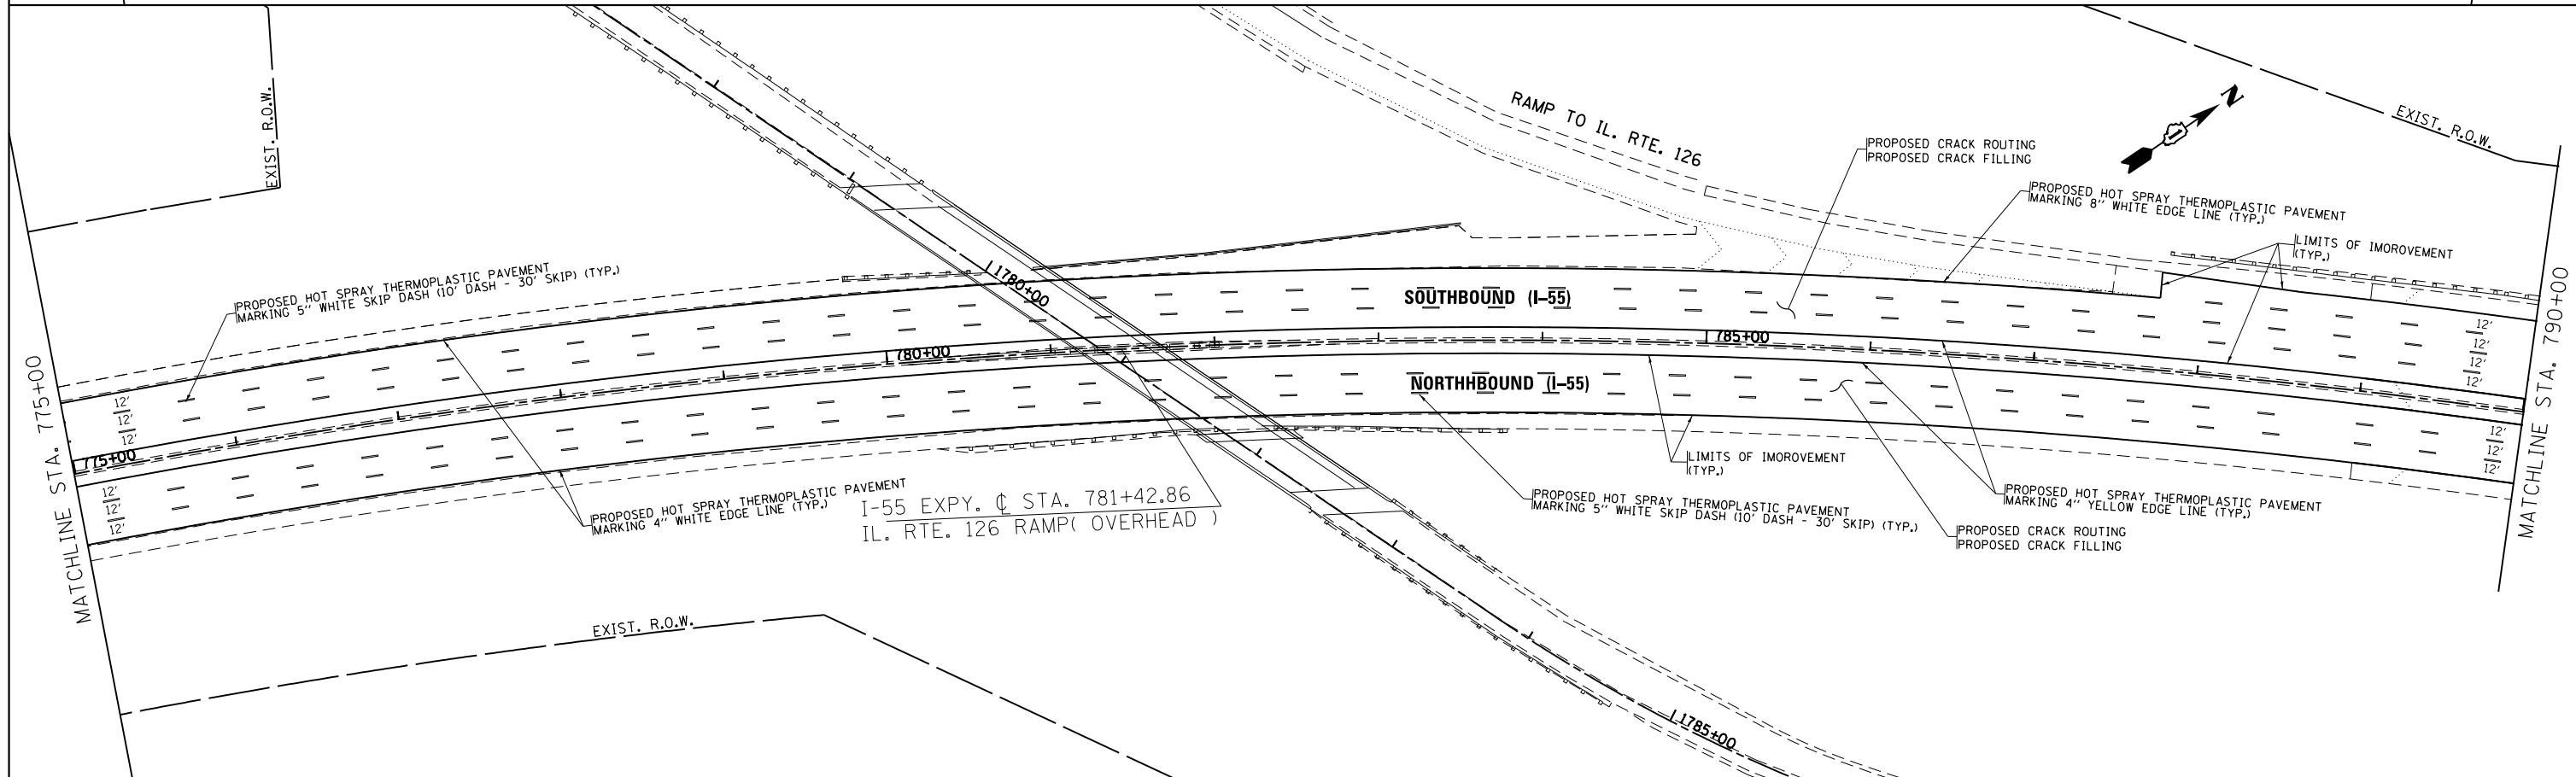 EXIST. R.O.W.
RAMP TO IL. RTE. 126
N
EXIST. R.O.W.
PROPOSED CRACK ROUTING
PROPOSED CRACK FILLING
PROPOSED HOT SPRAY THERMOPLASTIC PAVEMENT
MARKING 8" WHITE EDGE LINE (TYP.)
LIMITS OF IMOROVEMENT
(TYP.)
PROPOSED HOT SPRAY THERMOPLASTIC PAVEMENT
MARKING 5" WHITE SKIP DASH (10' DASH - 30' SKIP) (TYP.)
1780+00
SOUTHBOUND (I-55)
780+00
785+00
NORTHHBOUND (I-55)
12'
12'
12'
12'
12'
12'
12'
775+00
12'
12'
12'
12'
12'
12'
MATCHLINE STA. 775+00
MATCHLINE STA. 790+00
LIMITS OF IMOROVEMENT
(TYP.)
PROPOSED HOT SPRAY THERMOPLASTIC PAVEMENT
MARKING 4" WHITE EDGE LINE (TYP.)
I-55 EXPY. ℄ STA. 781+42.86
IL. RTE. 126 RAMP( OVERHEAD )
PROPOSED HOT SPRAY THERMOPLASTIC PAVEMENT
MARKING 5" WHITE SKIP DASH (10' DASH - 30' SKIP) (TYP.)
PROPOSED HOT SPRAY THERMOPLASTIC PAVEMENT
MARKING 4" YELLOW EDGE LINE (TYP.)
PROPOSED CRACK ROUTING
PROPOSED CRACK FILLING
EXIST. R.O.W.
1785+00